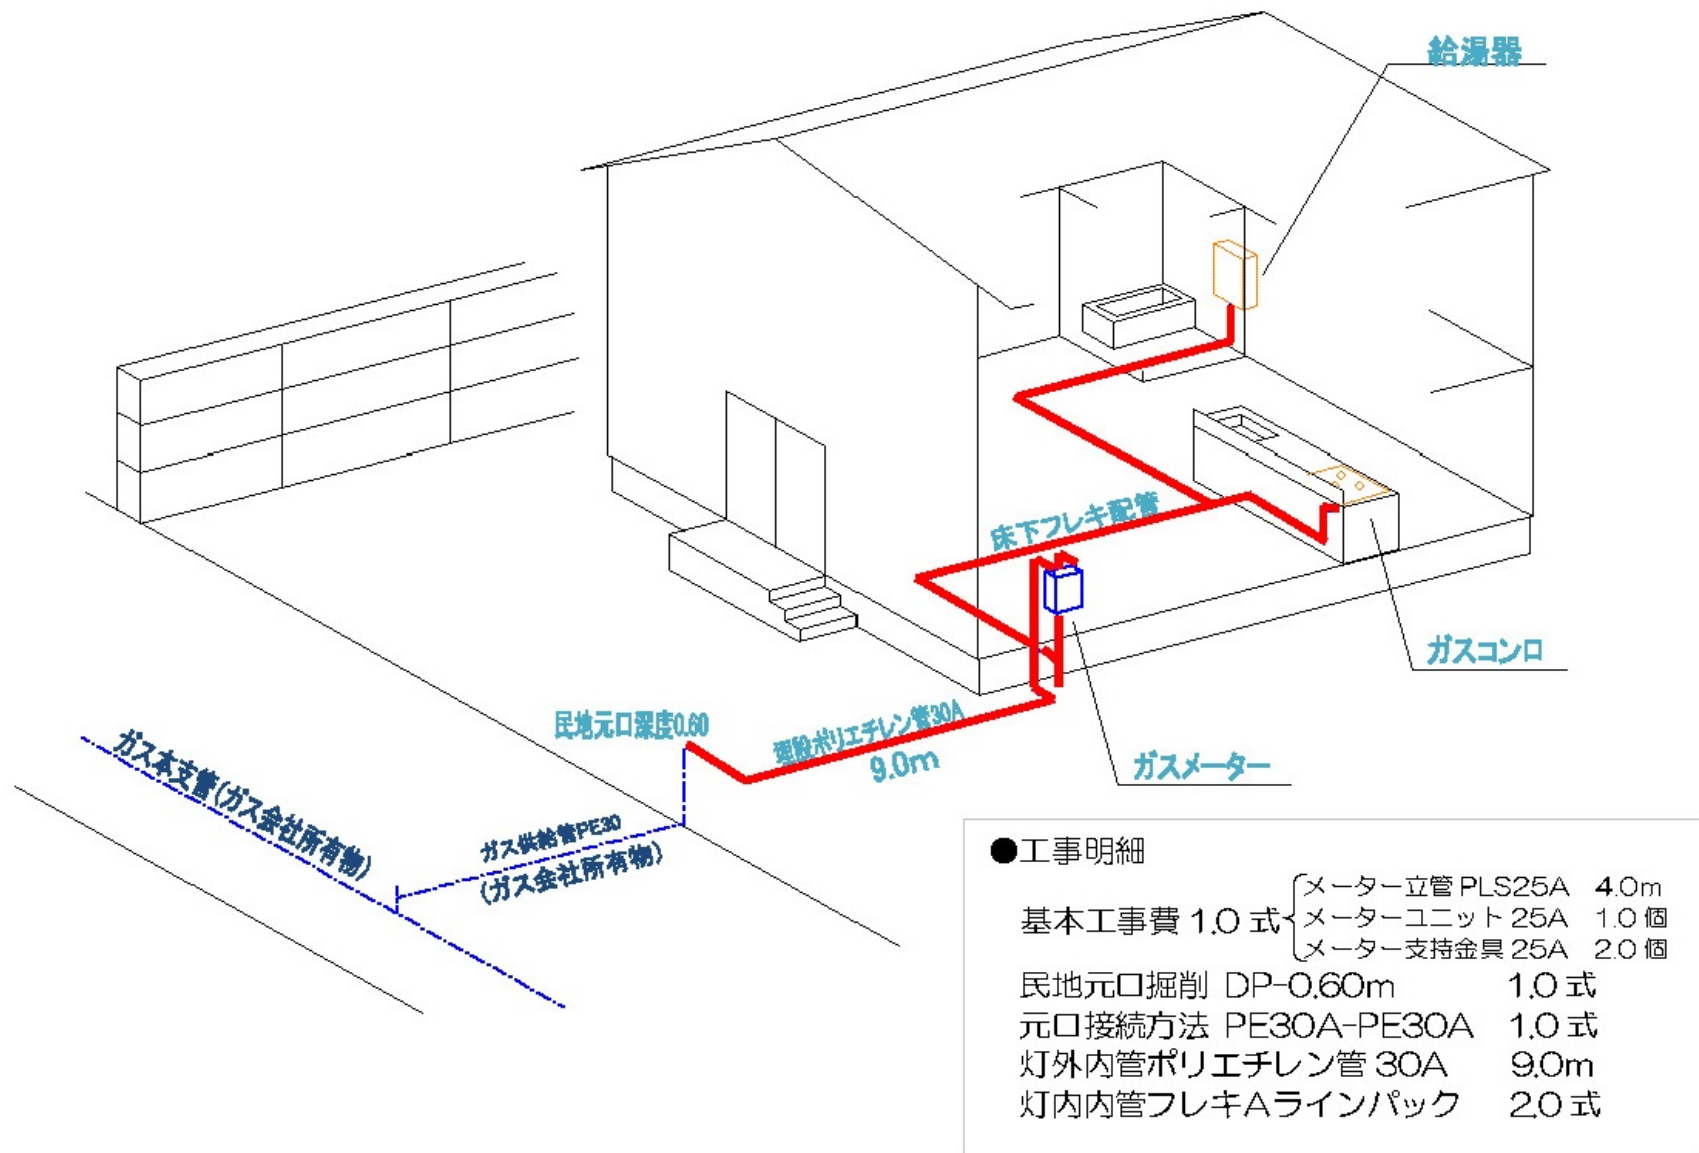 給湯器
床下フレキ配管
ガスコンロ
民地元口深度0.60
埋設ポリエチレン管30A
9.0m
ガスメーター
ガス本支管(ガス会社所有物)
ガス供給管PE30
(ガス会社所有物)
●工事明細
メーター立管 PLS25A 4.0m
基本工事費 1.0 式 メーターユニット 25A 1.0 個
メーター支持金具 25A 2.0 個
民地元口掘削 DP-0.60m 1.0 式
元口接続方法 PE30A-PE30A 1.0 式
灯外内管ポリエチレン管 30A 9.0m
灯内内管フレキAラインパック 2.0 式